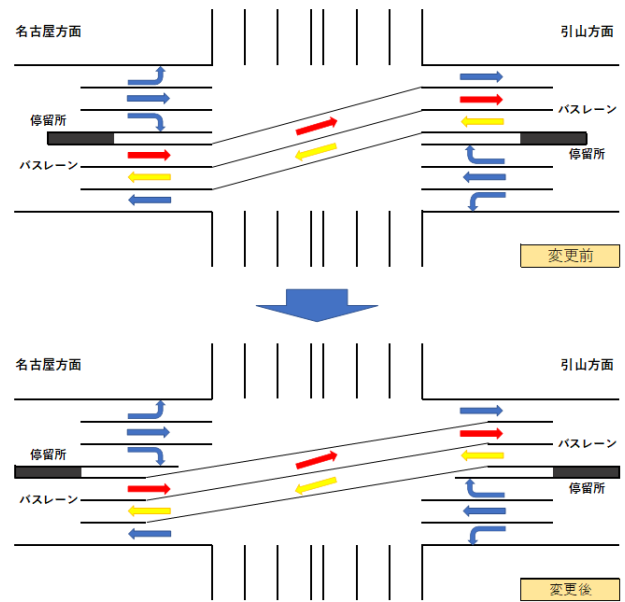 名古屋方面
引山方面
停留所
バスレーン
バスレーン
停留所
変更前
名古屋方面
引山方面
停留所
バスレーン
バスレーン
停留所
変更後